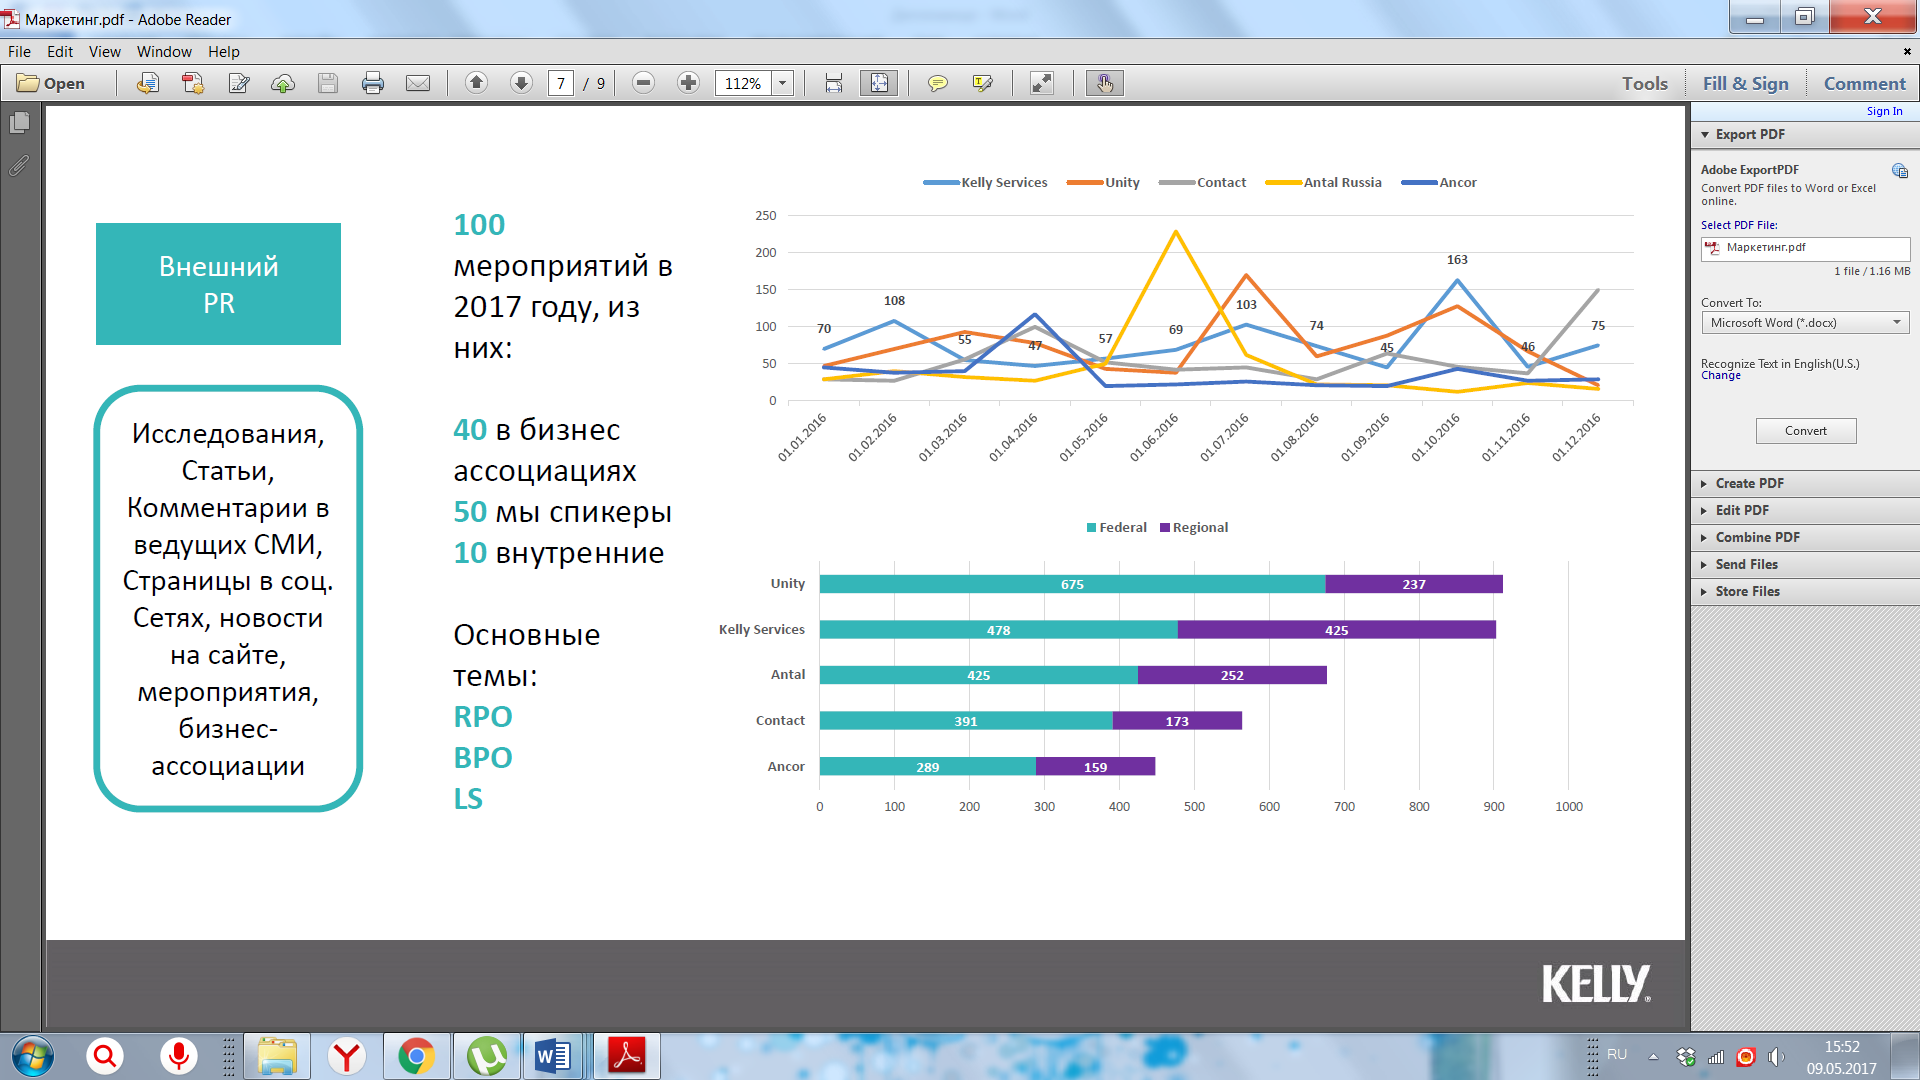 Маркетинг.pdf - Adobe Reader
File Edit View Window Help
Open 7 / 9 112% Tools Fill & Sign Comment
Sign In
Export PDF
Adobe ExportPDF
Convert PDF files to Word or Excel
online.
Select PDF File:
Маркетинг.pdf
1 file / 1.16 MB
Convert To:
Microsoft Word (*.docx)
Recognize Text in English(U.S.)
Change
Convert
Create PDF
Edit PDF
Combine PDF
Send Files
Store Files
Внешний
PR
Исследования,
Статьи,
Комментарии в
ведущих СМИ,
Страницы в соц.
Сетях, новости
на сайте,
мероприятия,
бизнес-
ассоциации
100
мероприятий в
2017 году, из
них:
40 в бизнес
ассоциациях
50 мы спикеры
10 внутренние
Основные
темы:
RPO
BPO
LS
Kelly Services Unity Contact Antal Russia Ancor
250
200
150
100
50
0
70 108 55 47 57 69 103 74 45 163 46 75
01.01.2016 01.02.2016 01.03.2016 01.04.2016 01.05.2016 01.06.2016 01.07.2016 01.08.2016 01.09.2016 01.10.2016 01.11.2016 01.12.2016
Federal Regional
Unity 675 237
Kelly Services 478 425
Antal 425 252
Contact 391 173
Ancor 289 159
0 100 200 300 400 500 600 700 800 900 1000
KELLY
RU
15:52
09.05.2017